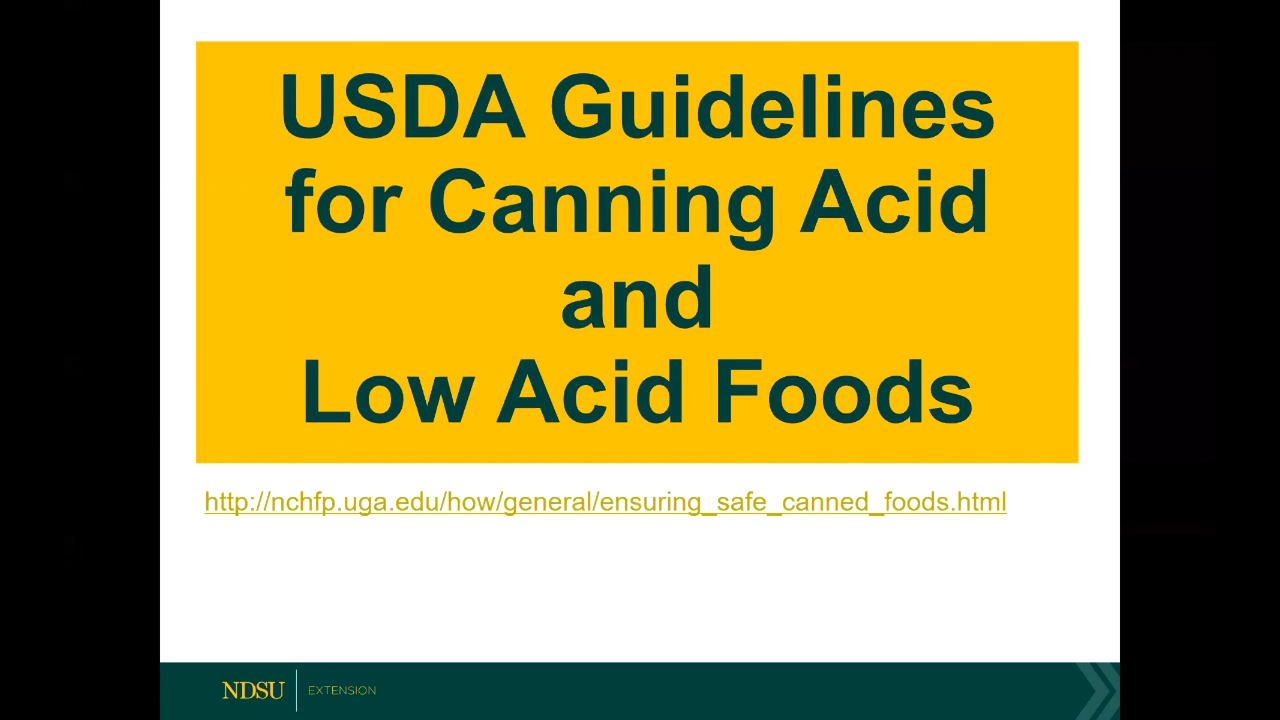 USDA Guidelines
for Canning Acid
and
Low Acid Foods
http://nchfp.uga.edu/how/general/ensuring_safe_canned_foods.html
NDSU EXTENSION